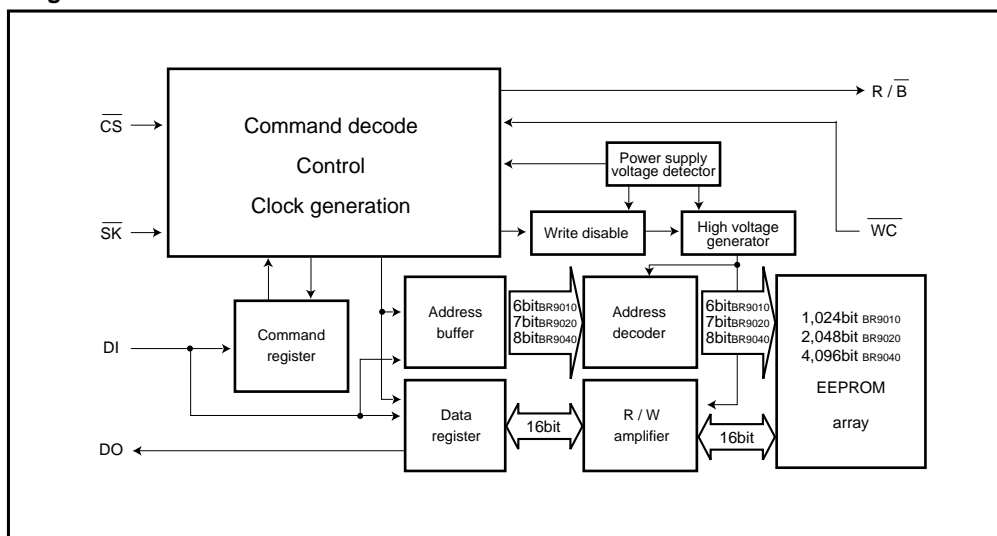 R / B
CS
Command decode
Control
Clock generation
Power supply
voltage detector
SK
Write disable
High voltage
generator
WC
Address
buffer
6bitBR9010
7bitBR9020
8bitBR9040
Address
decoder
6bitBR9010
7bitBR9020
8bitBR9040
1,024bit BR9010
2,048bit BR9020
4,096bit BR9040
EEPROM
array
DI
Command
register
Data
register
16bit
R / W
amplifier
16bit
DO